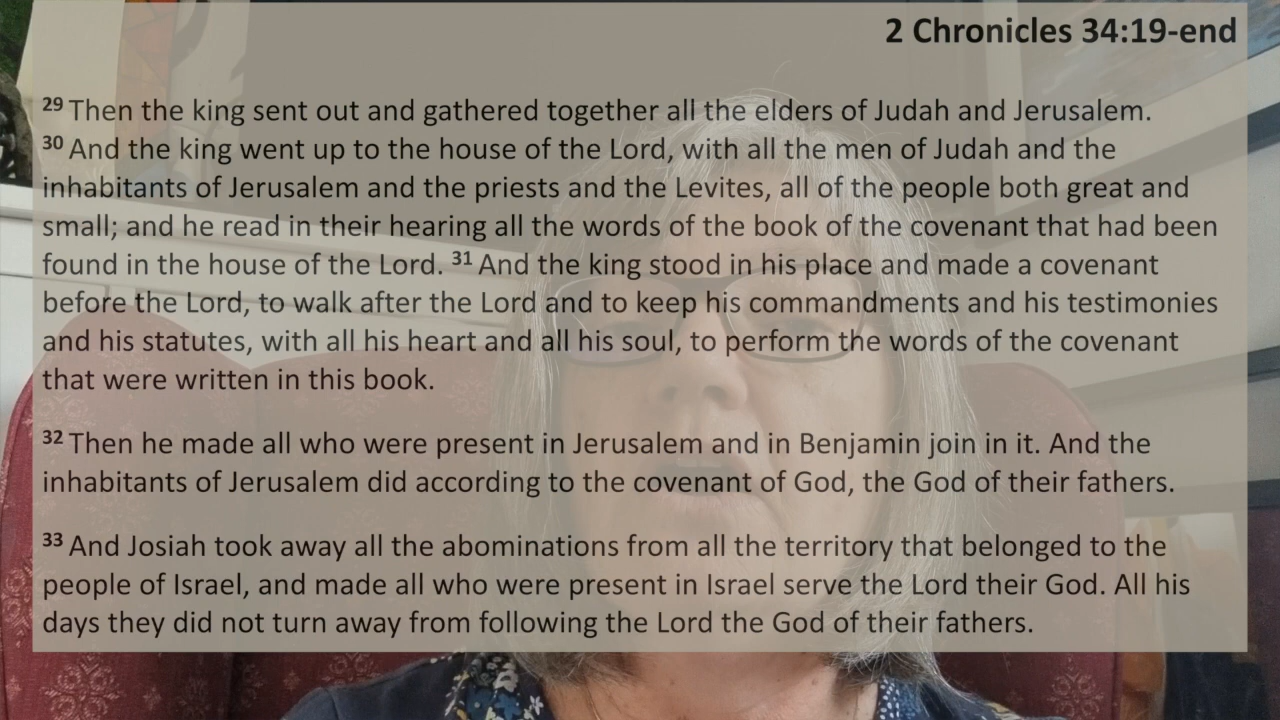 2 Chronicles 34:19-end
29 Then the king sent out and gathered together all the elders of Judah and Jerusalem.
30 And the king went up to the house of the Lord, with all the men of Judah and the
inhabitants of Jerusalem and the priests and the Levites, all of the people both great and
small; and he read in their hearing all the words of the book of the covenant that had been
found in the house of the Lord. 31 And the king stood in his place and made a covenant
before the Lord, to walk after the Lord and to keep his commandments and his testimonies
and his statutes, with all his heart and all his soul, to perform the words of the covenant
that were written in this book.
32 Then he made all who were present in Jerusalem and in Benjamin join in it. And the
inhabitants of Jerusalem did according to the covenant of God, the God of their fathers.
33 And Josiah took away all the abominations from all the territory that belonged to the
people of Israel, and made all who were present in Israel serve the Lord their God. All his
days they did not turn away from following the Lord the God of their fathers.